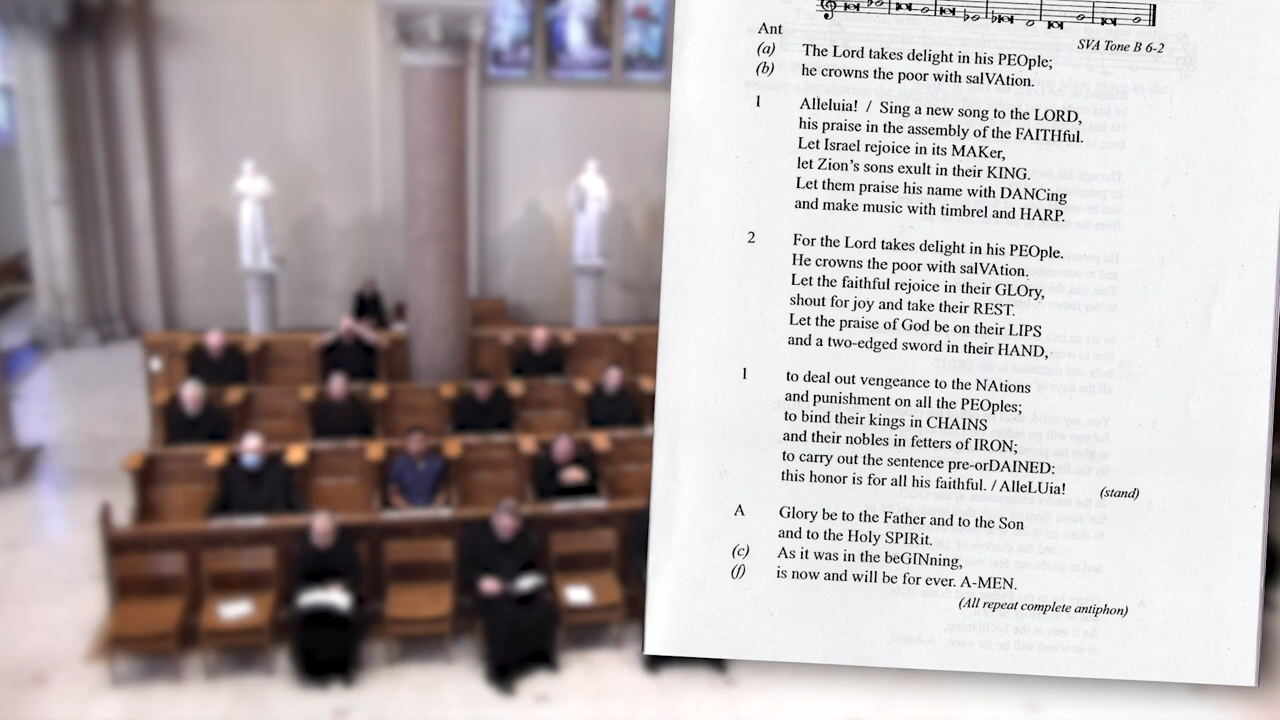 SVA Tone B 6-2
Ant
(a) The Lord takes delight in his PEOple;
(b) he crowns the poor with salVAtion.
1 Alleluia! / Sing a new song to the LORD,
his praise in the assembly of the FAITHful.
Let Israel rejoice in its MAKer,
let Zion's sons exult in their KING.
Let them praise his name with DANCing
and make music with timbrel and HARP.
2 For the Lord takes delight in his PEOple.
He crowns the poor with salVAtion.
Let the faithful rejoice in their GLOry,
shout for joy and take their REST.
Let the praise of God be on their LIPS
and a two-edged sword in their HAND,
1 to deal out vengeance to the NAtions
and punishment on all the PEOples;
to bind their kings in CHAINS
and their nobles in fetters of IRON;
to carry out the sentence pre-orDAINED:
this honor is for all his faithful. / AlleLUia! (stand)
A Glory be to the Father and to the Son
and to the Holy SPIRit.
(c) As it was in the beGINning,
(f) is now and will be for ever. A-MEN.
(All repeat complete antiphon)